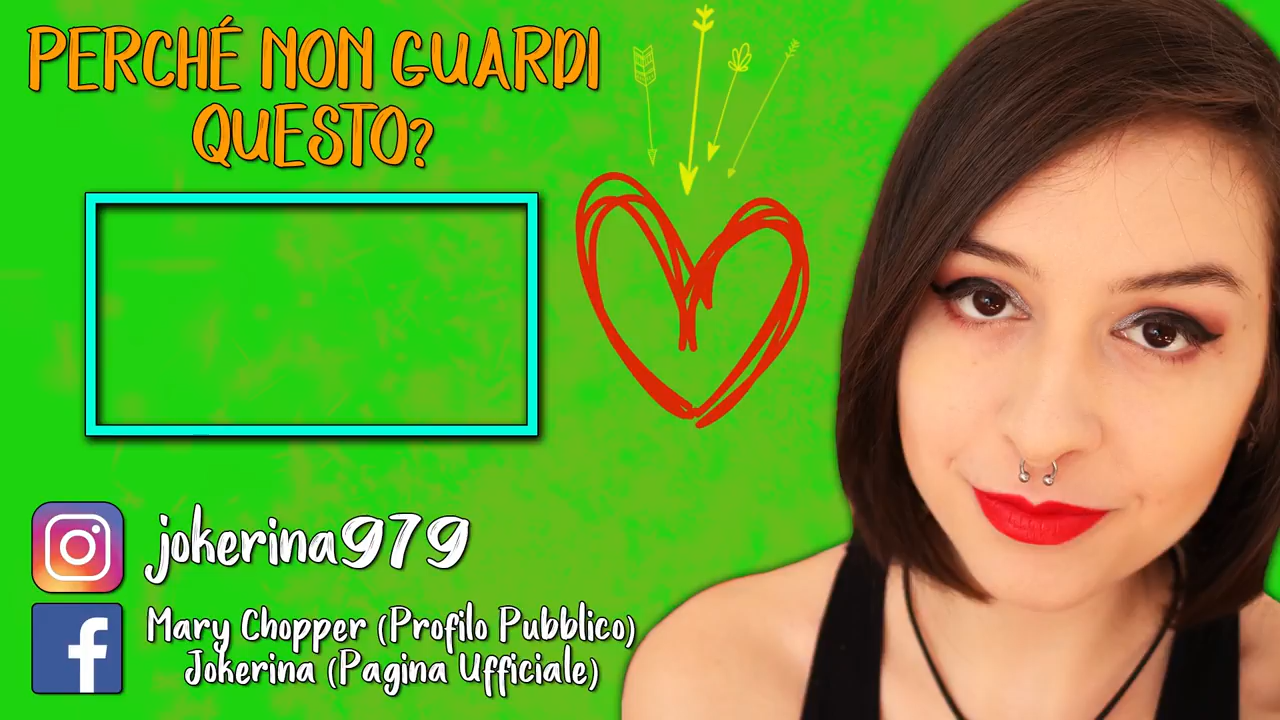 PERCHÉ NON GUARDI
QUESTO?
jokerina979
Mary Chopper (Profilo Pubblico)
Jokerina (Pagina Ufficiale)